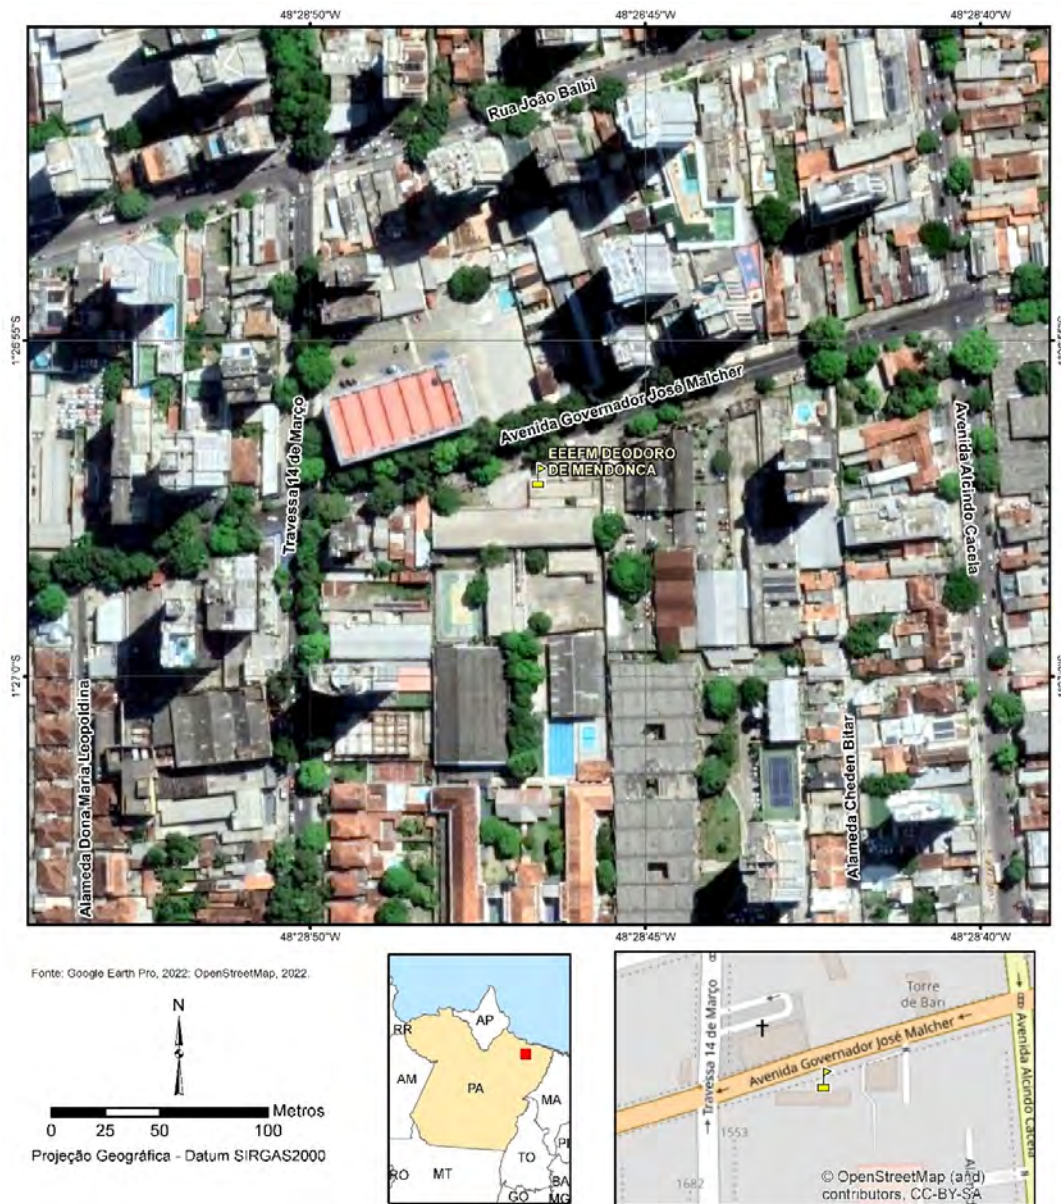 48°28'50"W
48°28'45"W
48°28'40"W
Rua João Balbi
1°26'55"S
Avenida Governador José Malcher
Travessa 14 de Março
Avenida Alcindo Cacela
EEEFM DEODORO
DE MENDONCA
1°27'0"S
Alameda Dona Maria Leopoldina
Alameda Cheden Bitar
48°28'50"W
48°28'45"W
48°28'40"W
Fonte: Google Earth Pro, 2022; OpenStreetMap, 2022.
N
Metros
0 25 50 100
Projeção Geográfica - Datum SIRGAS2000
RR
AP
AM
PA
MA
TO
PI
RO
MT
BA
GO
MG
Torre
de Bari
Travessa 14 de Março
Avenida Governador José Malcher
Avenida Alcindo Cacela
1553
1682
© OpenStreetMap (and)
contributors, CC-BY-SA